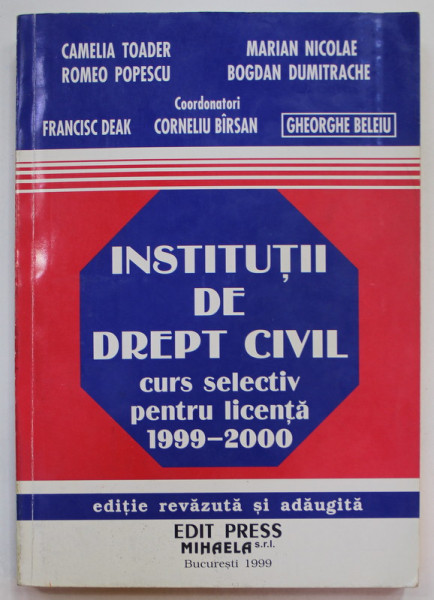 CAMELIA TOADER MARIAN NICOLAE
ROMEO POPESCU BOGDAN DUMITRACHE
Coordonatori
FRANCISC DEAK CORNELIU BÎRSAN GHEORGHE BELEIU
INSTITUȚII
DE
DREPT CIVIL
curs selectiv
pentru licență
1999–2000
ediție revăzută și adăugită
EDIT PRESS
MIHAELA s.r.l.
București 1999